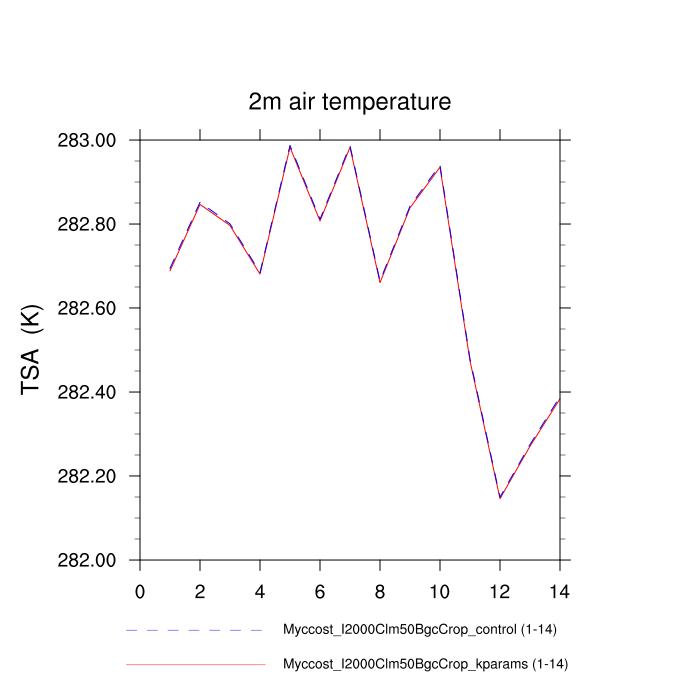 2m air temperature
283.00
282.80
282.60
282.40
282.20
282.00
TSA (K)
0 2 4 6 8 10 12 14
Myccost_I2000Clm50BgcCrop_control (1-14)
Myccost_I2000Clm50BgcCrop_kparams (1-14)